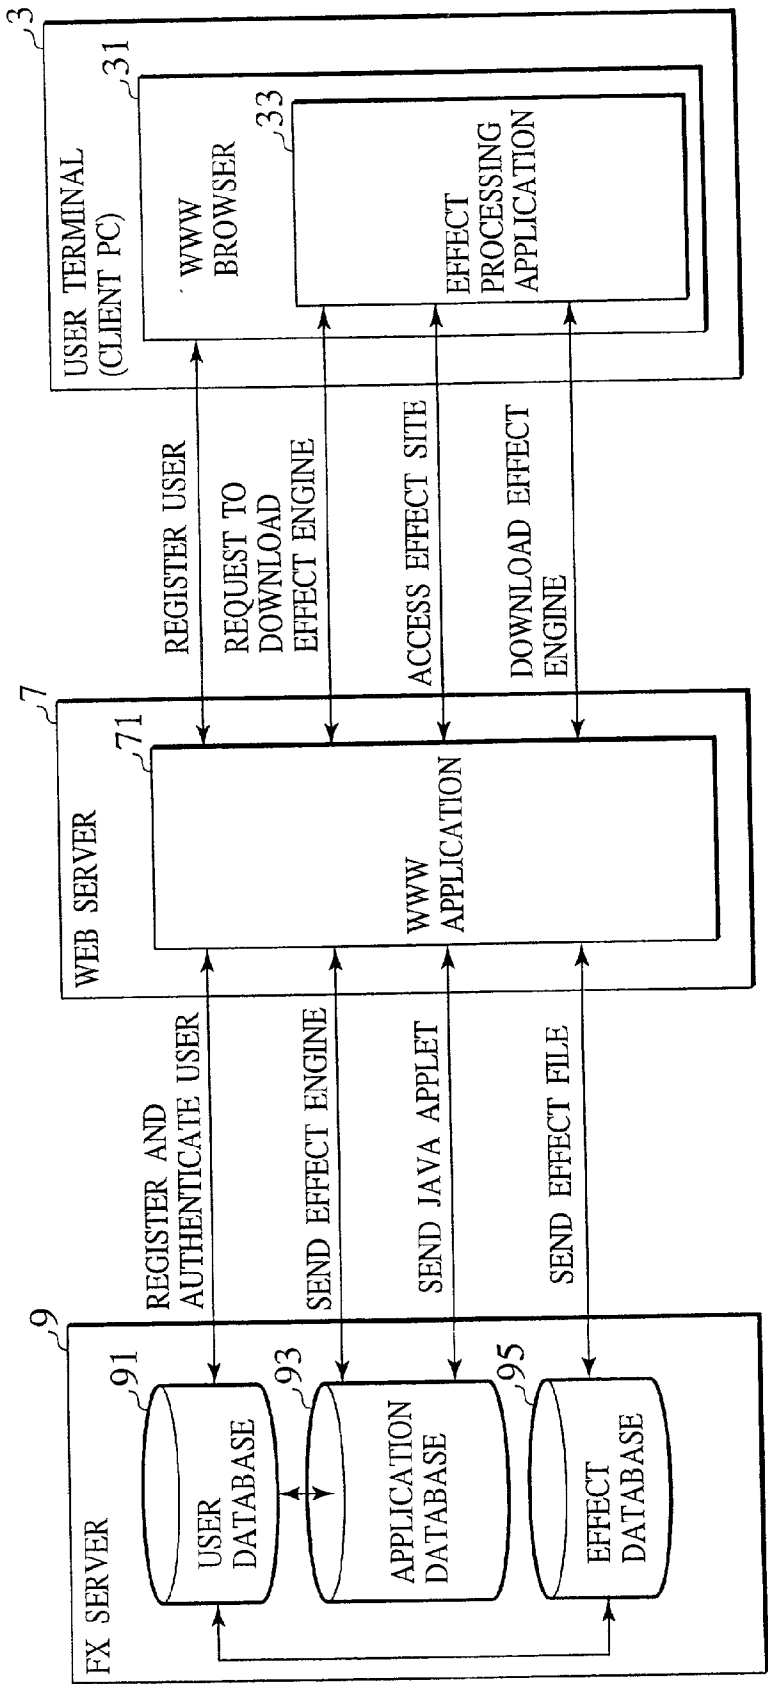 FX SERVER
9
USER
DATABASE
91
APPLICATION
DATABASE
93
EFFECT
DATABASE
95
REGISTER AND
AUTHENTICATE USER
SEND EFFECT ENGINE
SEND JAVA APPLET
SEND EFFECT FILE
WEB SERVER
7
71
WWW
APPLICATION
REGISTER USER
REQUEST TO
DOWNLOAD
EFFECT ENGINE
ACCESS EFFECT SITE
DOWNLOAD EFFECT
ENGINE
USER TERMINAL
(CLIENT PC)
3
WWW
BROWSER
31
33
EFFECT
PROCESSING
APPLICATION